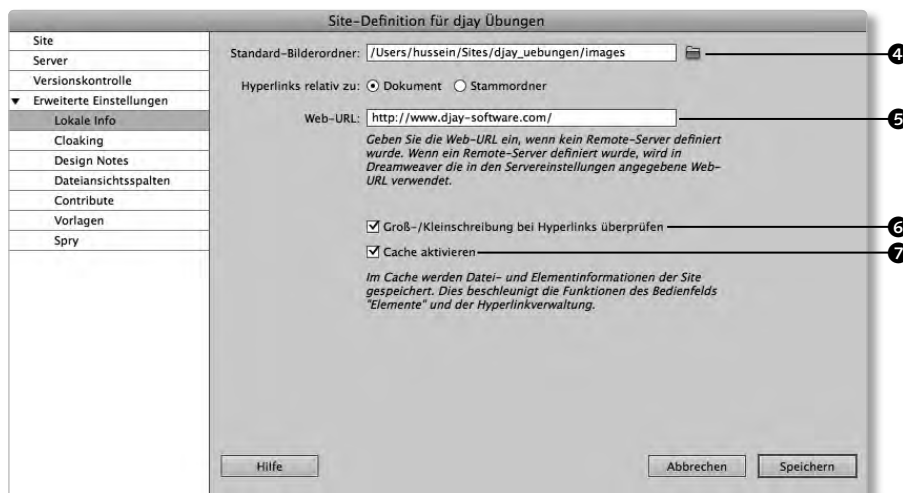 Site-Definition für djay Übungen
Site
Server
Versionskontrolle
Erweiterte Einstellungen
Lokale Info
Cloaking
Design Notes
Dateiansichtsspalten
Contribute
Vorlagen
Spry
Standard-Bilderordner: /Users/hussein/Sites/djay_uebungen/images
4
Hyperlinks relativ zu: Dokument Stammordner
Web-URL: http://www.djay-software.com/
5
Geben Sie die Web-URL ein, wenn kein Remote-Server definiert
wurde. Wenn ein Remote-Server definiert wurde, wird in
Dreamweaver die in den Servereinstellungen angegebene Web-
URL verwendet.
Groß-/Kleinschreibung bei Hyperlinks überprüfen
6
Cache aktivieren
7
Im Cache werden Datei- und Elementinformationen der Site
gespeichert. Dies beschleunigt die Funktionen des Bedienfelds
"Elemente" und der Hyperlinkverwaltung.
Hilfe
Abbrechen
Speichern